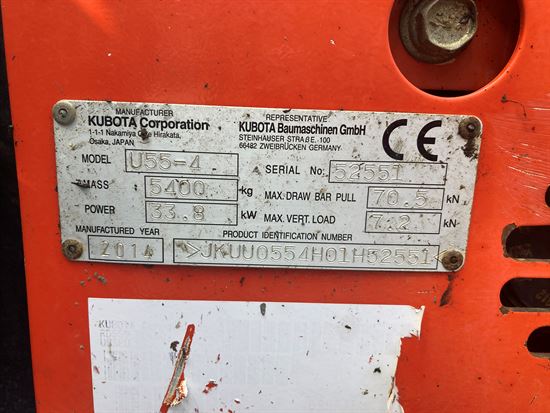 MANUFACTURER
KUBOTA Corporation
1-1-1 Nakamiya Oike Hirakata,
Osaka, JAPAN
REPRESENTATIVE
KUBOTA Baumaschinen GmbH
STEINHAUSER STRAßE. 100
66482 ZWEIBRÜCKEN GERMANY
CE
MODEL U55-4
SERIAL No. 52551
MASS 5400 kg
MAX. DRAW BAR PULL 70.5 kN
POWER 33.8 kW
MAX. VERT. LOAD 7.2 kN
MANUFACTURED YEAR
2014
PRODUCT IDENTIFICATION NUMBER
>JKUU0554H01H52551
KUBOTA